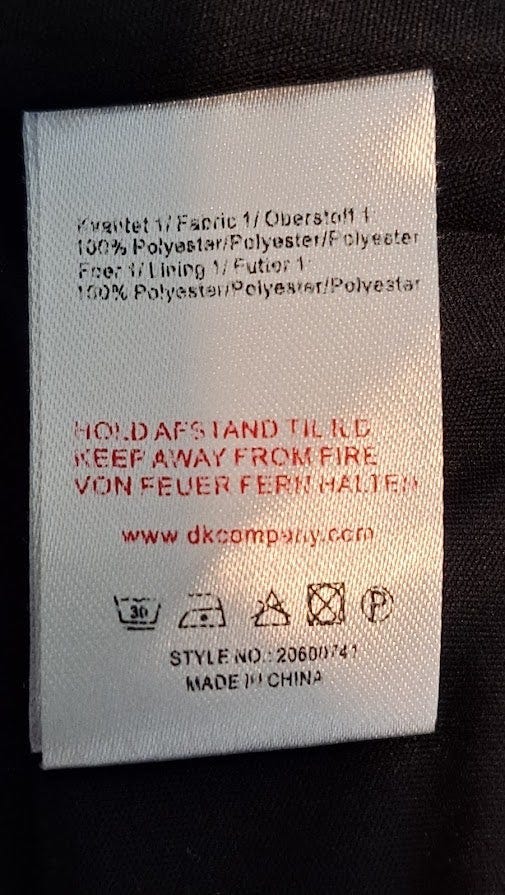 Kvalitet 1/ Fabric 1/ Oberstoff 1
100% Polyester/Polyester/Polyester
Foer 1/ Lining 1/ Futter 1:
100% Polyester/Polyester/Polyester
HOLD AFSTAND TIL ILD
KEEP AWAY FROM FIRE
VON FEUER FERN HALTEN
www.dkcompany.com
30 P
STYLE NO.: 20600741
MADE IN CHINA